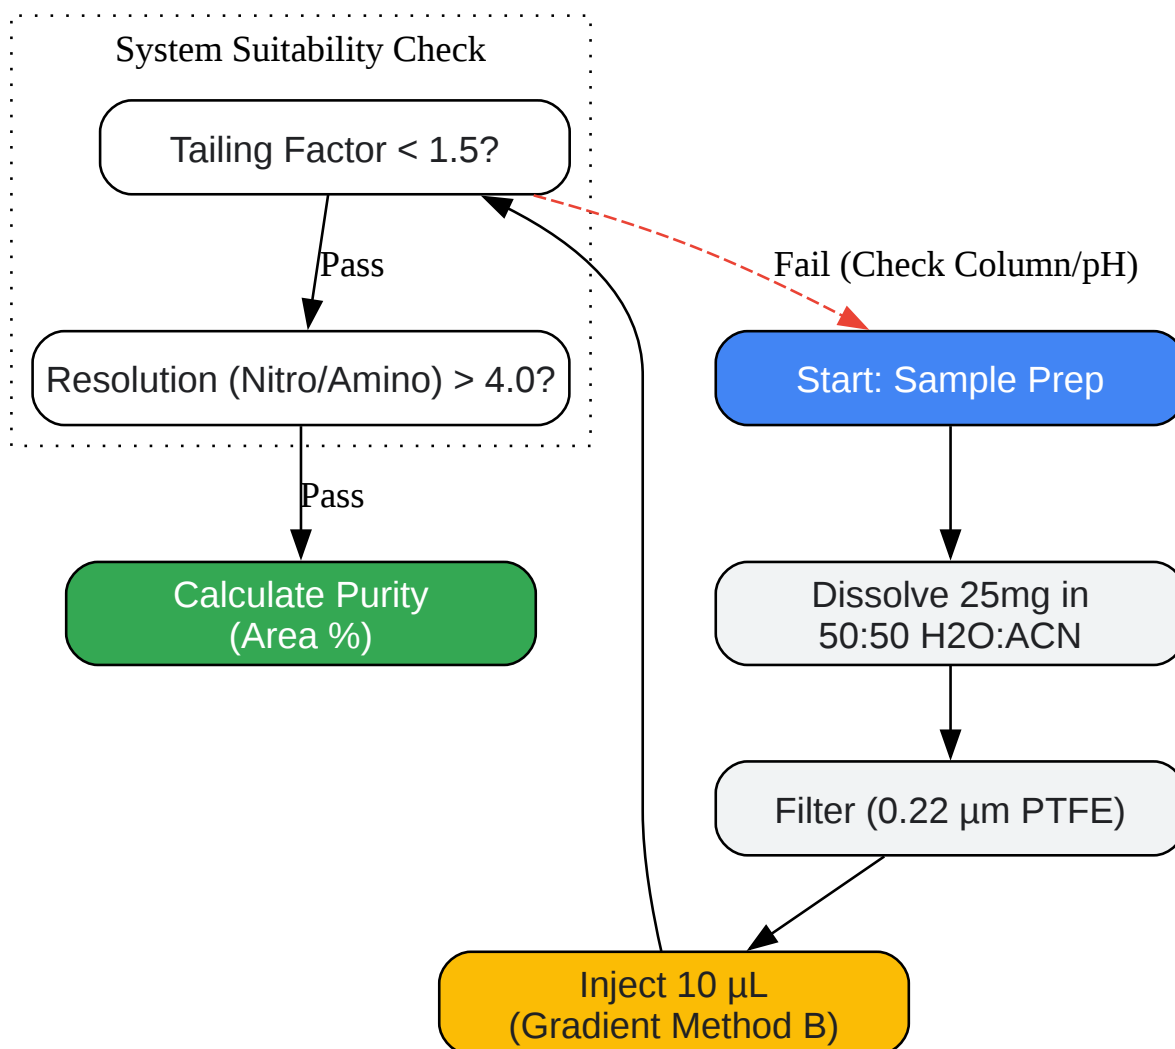 System Suitability Check
Tailing Factor < 1.5?
Pass
Fail (Check Column/pH)
Resolution (Nitro/Amino) > 4.0?
Start: Sample Prep
Pass
Calculate Purity
(Area %)
Dissolve 25mg in
50:50 H2O:ACN
Filter (0.22 µm PTFE)
Inject 10 µL
(Gradient Method B)